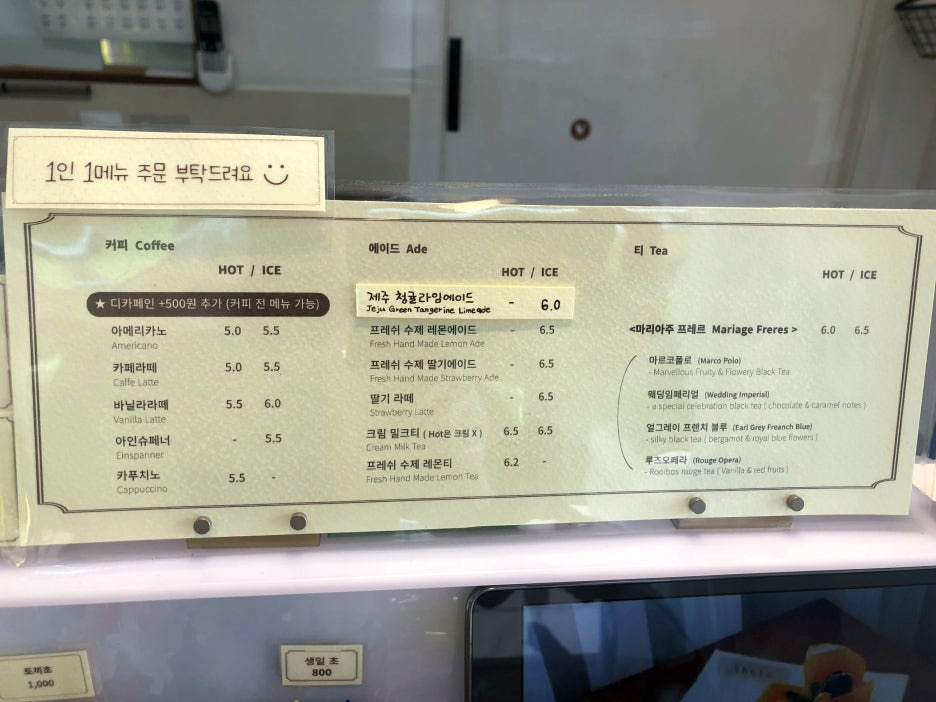 1인 1메뉴 주문 부탁드려요
커피 Coffee
HOT / ICE
★ 디카페인 +500원 추가 (커피 전 메뉴 가능)
아메리카노 5.0 5.5
Americano
카페라떼 5.0 5.5
Caffe Latte
바닐라라떼 5.5 6.0
Vanilla Latte
아인슈페너 - 5.5
Einspanner
카푸치노 5.5 -
Cappuccino
에이드 Ade
HOT / ICE
제주 청귤라임에이드 - 6.0
Jeju Green Tangerine Limeade
프레쉬 수제 레몬에이드 - 6.5
Fresh Hand Made Lemon Ade
프레쉬 수제 딸기에이드 - 6.5
Fresh Hand Made Strawberry Ade
딸기 라떼 - 6.5
Strawberry Latte
크림 밀크티 ( Hot은 크림 X ) 6.5 6.5
Cream Milk Tea
프레쉬 수제 레몬티 6.2 -
Fresh Hand Made Lemon Tea
티 Tea
HOT / ICE
<마리아주 프레르 Mariage Freres > 6.0 6.5
마르코폴로 (Marco Polo)
- Marvellous Fruity & Flowery Black Tea
웨딩임페리얼 (Wedding Imperial)
- a special celebration black tea ( chocolate & caramel notes )
얼그레이 프렌치 블루 (Earl Grey Freanch Blue)
- silky black tea ( bergamot & royal blue flowers )
루즈오페라 (Rouge Opera)
- Rooibos rouge tea ( Vanilla & red fruits )
토끼초
1,000
생일 초
800